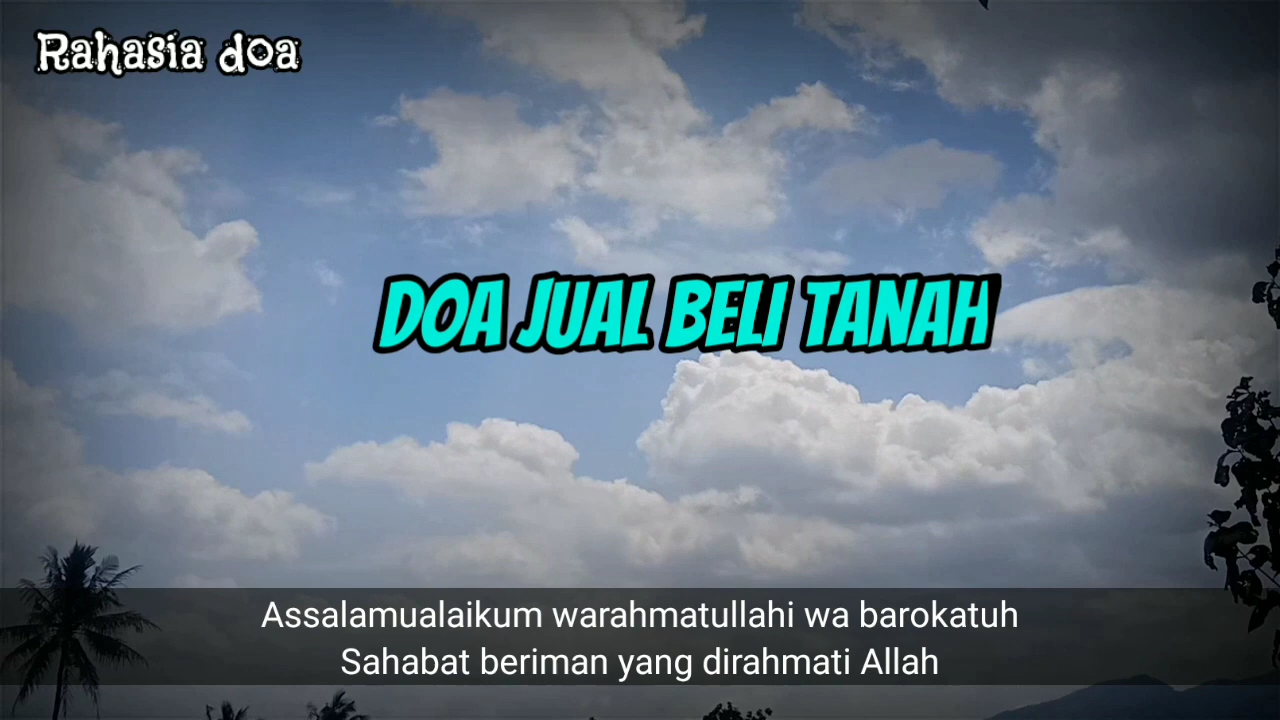 Rahasia doa
DOA JUAL BELI TANAH
Assalamualaikum warahmatullahi wa barokatuh
Sahabat beriman yang dirahmati Allah